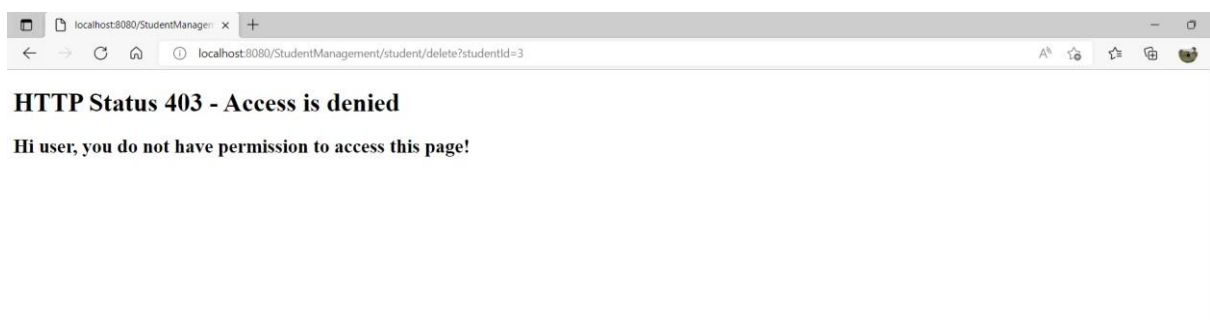 localhost:8080/StudentManagem
localhost:8080/StudentManagement/student/delete?studentId=3
HTTP Status 403 - Access is denied
Hi user, you do not have permission to access this page!